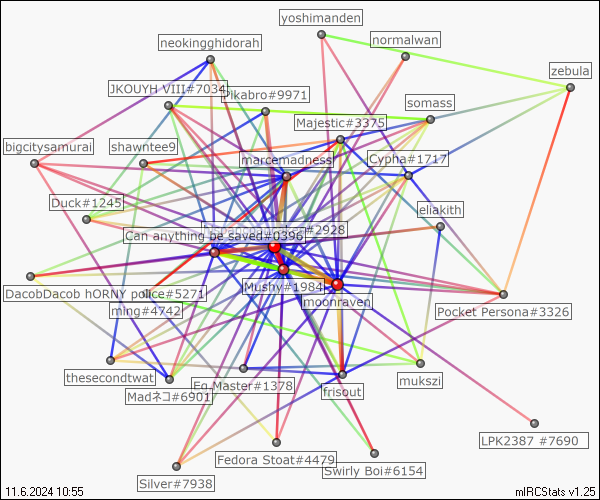 yoshimanden
normalwan
neokingghidorah
zebula
JKOUYH VIII#7034
Pikabro#9971
somass
Majestic#3375
bigcitysamurai
shawntee9
marcemadness
Cypha#1717
Duck#1245
eliakith
#2928
Can anything be saved#0396
DacobDacob hORNY police#5271
Mushy#1984
moonraven
ming#4742
Pocket Persona#3326
thesecondtwat
Eg Master#1378
mukszi
Madネコ#6901
frisout
LPK2387 #7690
Fedora Stoat#4479
Swirly Boi#6154
Silver#7938
11.6.2024 10:55
mIRCStats v1.25